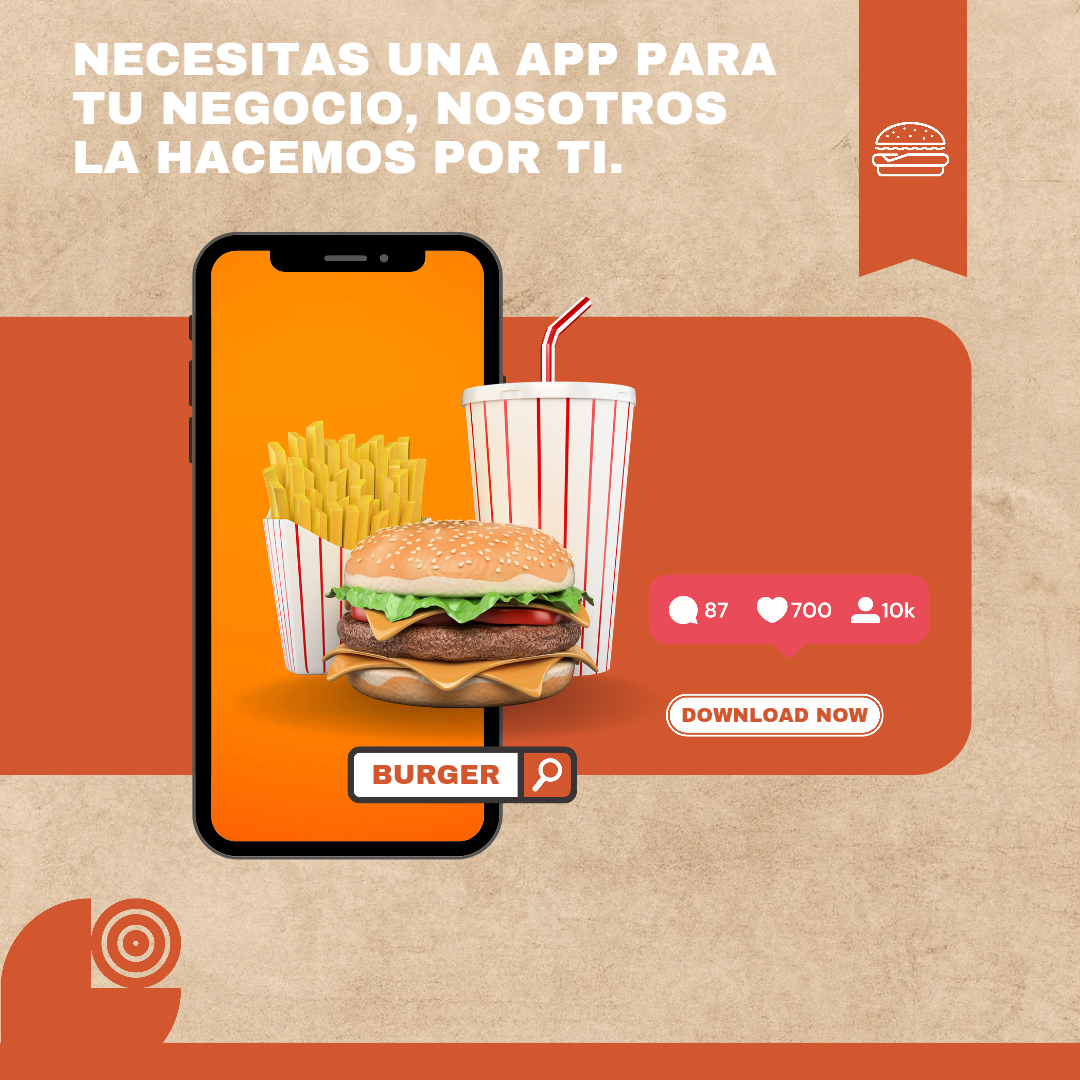 NECESITAS UNA APP PARA
TU NEGOCIO, NOSOTROS
LA HACEMOS POR TI.
87 700 10k
DOWNLOAD NOW
BURGER